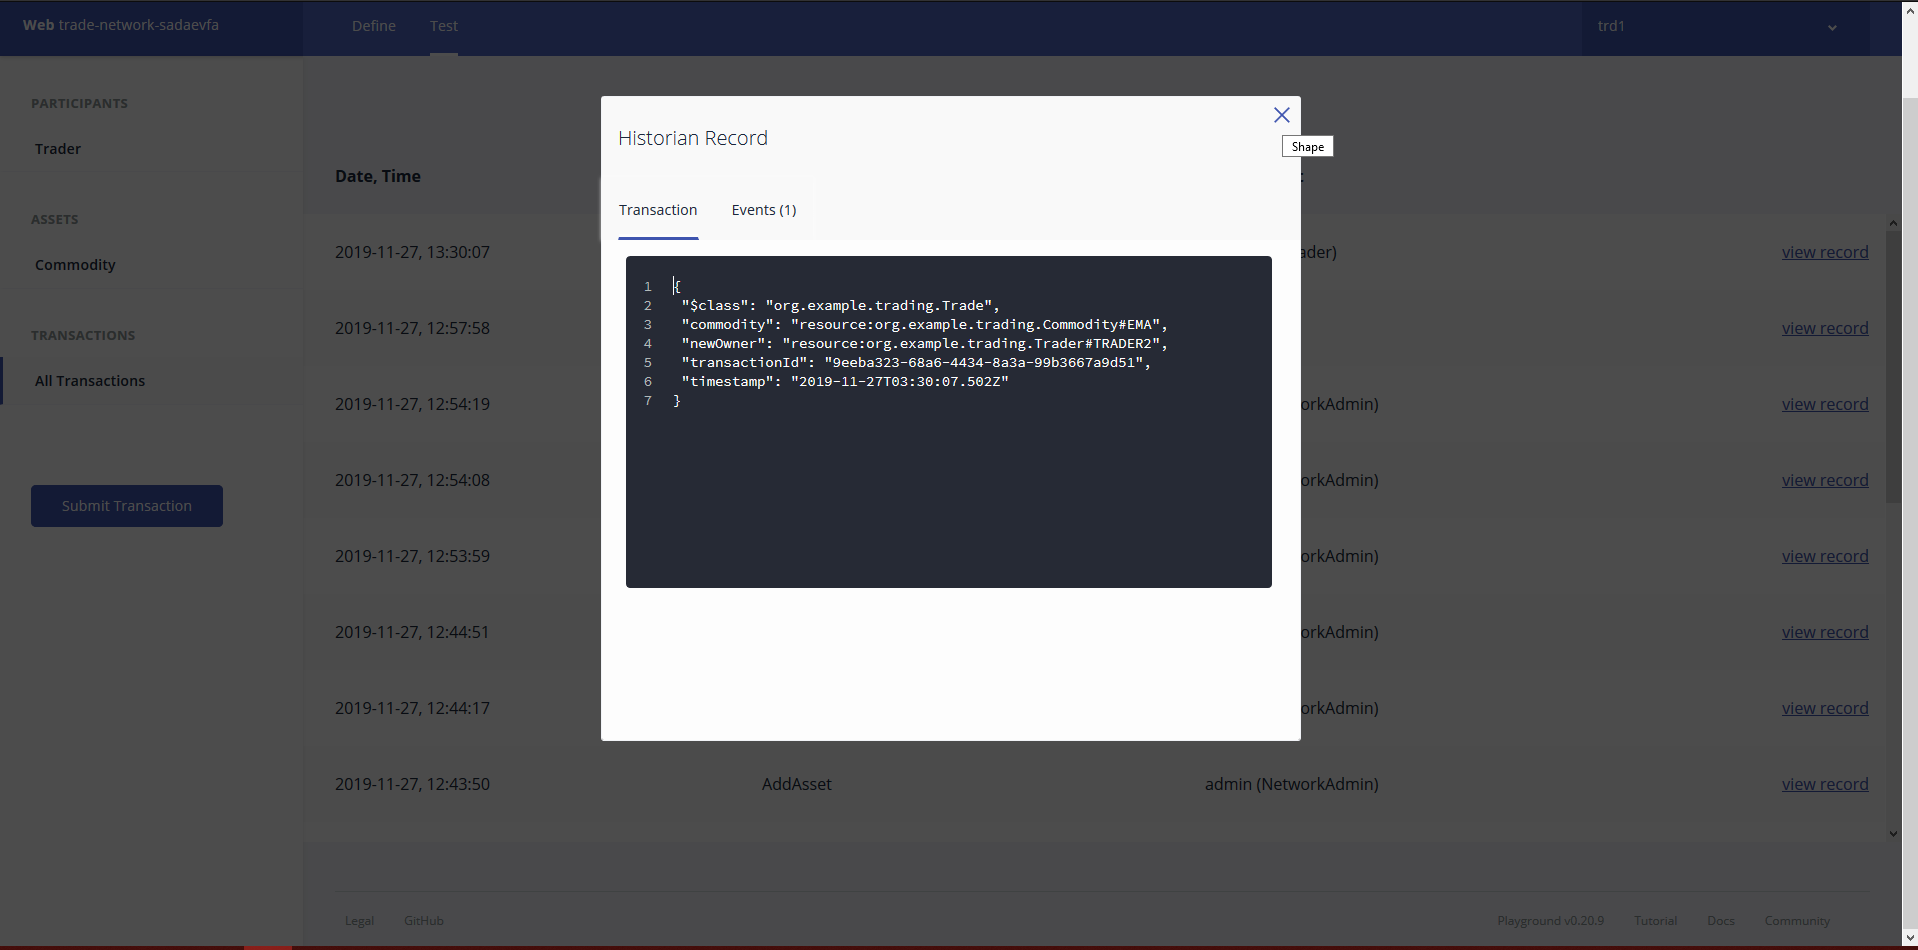 Web trade-network-sadaevfa
Define
Test
trd1
PARTICIPANTS
Trader
ASSETS
Commodity
TRANSACTIONS
All Transactions
Submit Transaction
Date, Time
2019-11-27, 13:30:07 view record
2019-11-27, 12:57:58 view record
2019-11-27, 12:54:19 view record
2019-11-27, 12:54:08 view record
2019-11-27, 12:53:59 view record
2019-11-27, 12:44:51 view record
2019-11-27, 12:44:17 view record
2019-11-27, 12:43:50 AddAsset admin (NetworkAdmin) view record
Historian Record
Shape
Transaction Events (1)
1 {
2 "$class": "org.example.trading.Trade",
3 "commodity": "resource:org.example.trading.Commodity#EMA",
4 "newOwner": "resource:org.example.trading.Trader#TRADER2",
5 "transactionId": "9eeba323-68a6-4434-8a3a-99b3667a9d51",
6 "timestamp": "2019-11-27T03:30:07.502Z"
7 }
Legal GitHub Playground v0.20.9 Tutorial Docs Community